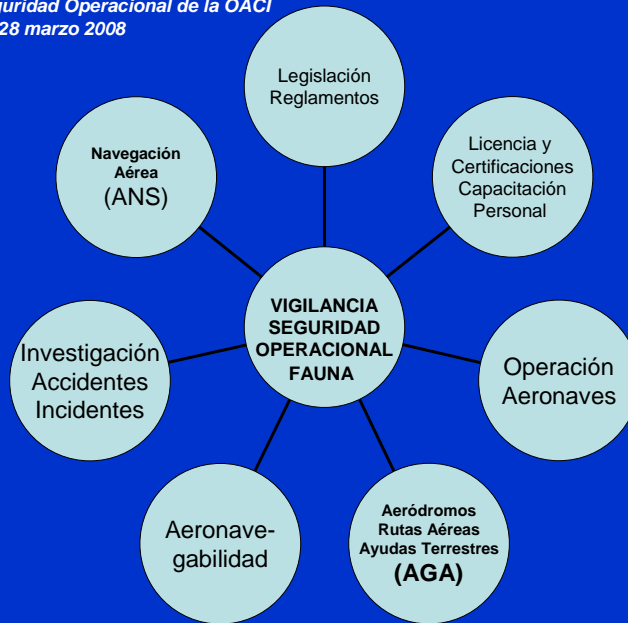 guridad Operacional de la OACI
28 marzo 2008
Legislación
Reglamentos
Navegación
Aérea
(ANS)
Licencia y
Certificaciones
Capacitación
Personal
VIGILANCIA
SEGURIDAD
OPERACIONAL
FAUNA
Investigación
Accidentes
Incidentes
Operación
Aeronaves
Aeronave-
gabilidad
Aeródromos
Rutas Aéreas
Ayudas Terrestres
(AGA)